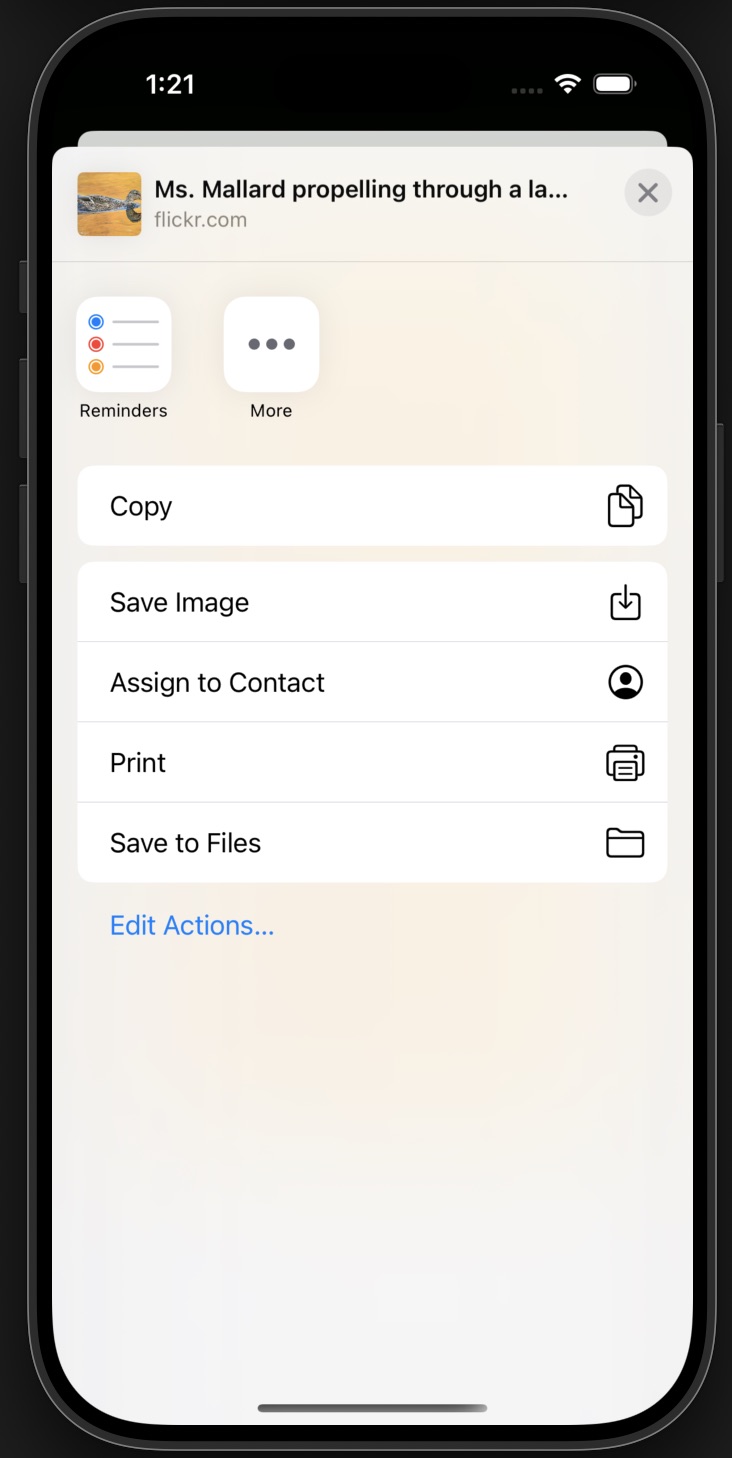 1:21
Ms. Mallard propelling through a la...
flickr.com
Reminders
More
Copy
Save Image
Assign to Contact
Print
Save to Files
Edit Actions...